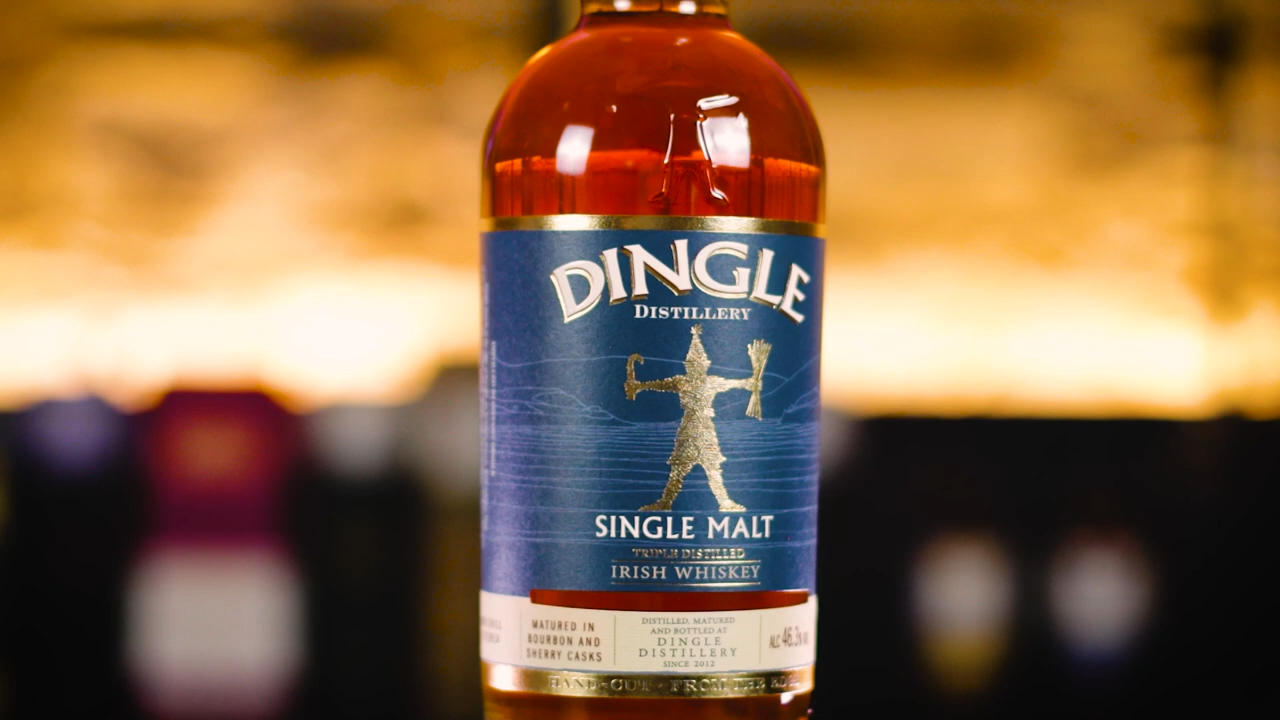 DINGLE
DISTILLERY
SINGLE MALT
TRIPLE DISTILLED
IRISH WHISKEY
MATURED IN
BOURBON AND
SHERRY CASKS
DISTILLED, MATURED
AND BOTTLED AT
DINGLE
DISTILLERY
SINCE 2012
ALC 46.3%
HAND-CUT · FROM THE